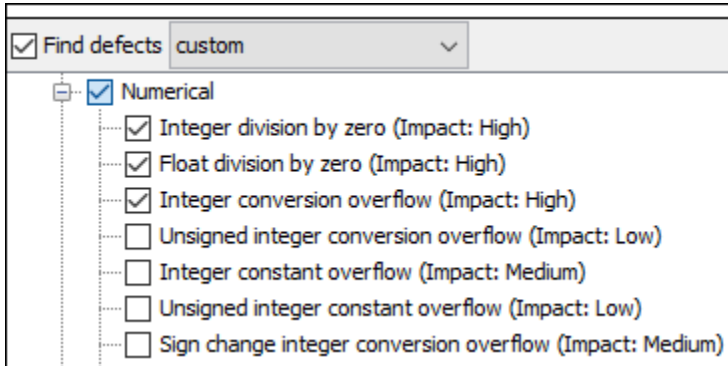 Find defects custom
Numerical
Integer division by zero (Impact: High)
Float division by zero (Impact: High)
Integer conversion overflow (Impact: High)
Unsigned integer conversion overflow (Impact: Low)
Integer constant overflow (Impact: Medium)
Unsigned integer constant overflow (Impact: Low)
Sign change integer conversion overflow (Impact: Medium)